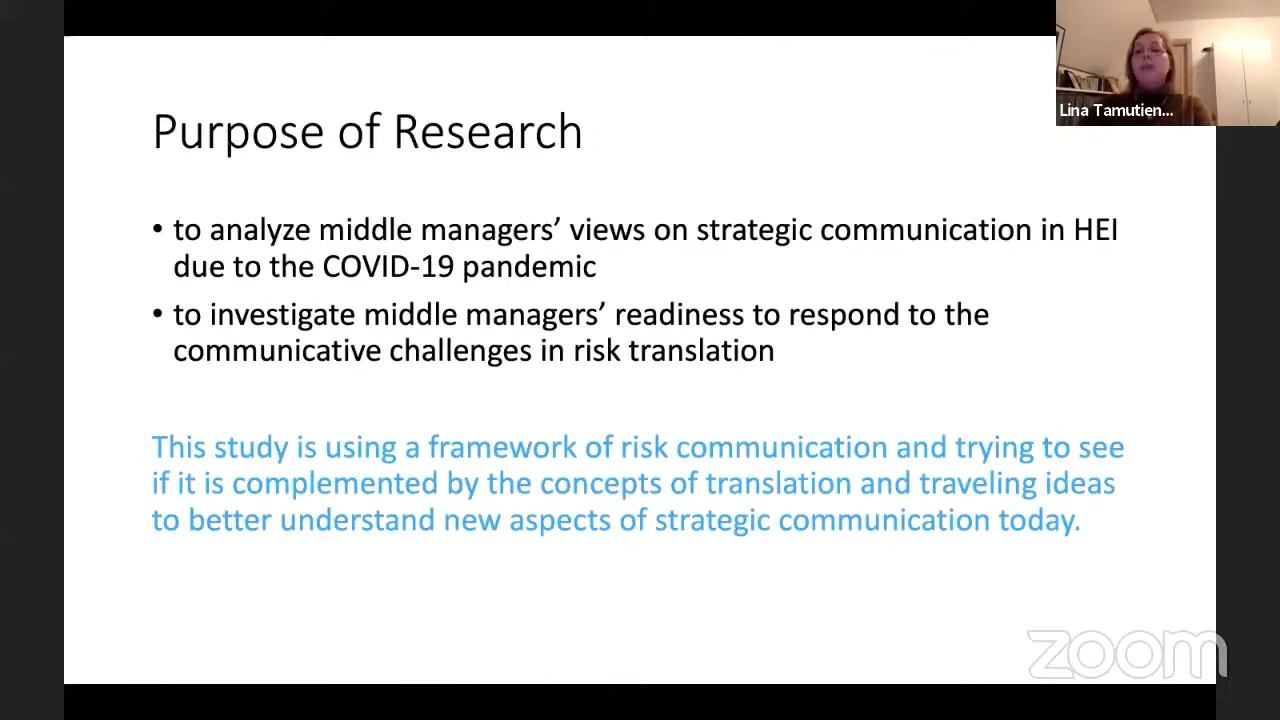 Lina Tamutien...
Purpose of Research
• to analyze middle managers’ views on strategic communication in HEI
due to the COVID-19 pandemic
• to investigate middle managers’ readiness to respond to the
communicative challenges in risk translation
This study is using a framework of risk communication and trying to see
if it is complemented by the concepts of translation and traveling ideas
to better understand new aspects of strategic communication today.
zoom